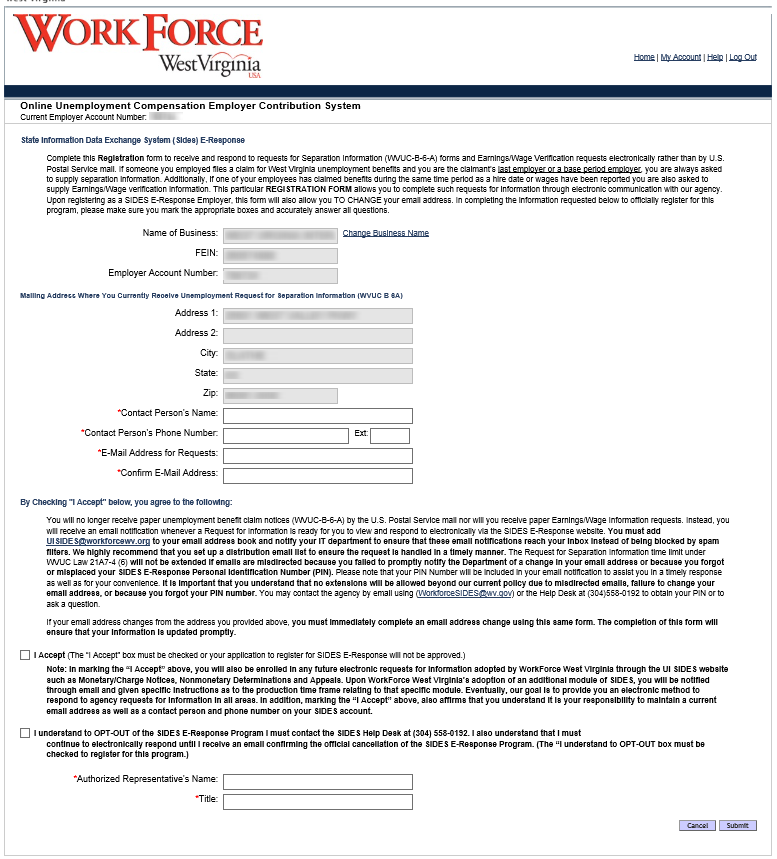 West Virginia
WORKFORCE
West Virginia
USA
Home | My Account | Help | Log Out
Online Unemployment Compensation Employer Contribution System
Current Employer Account Number:
State Information Data Exchange System (Sides) E-Response
Complete this Registration form to receive and respond to requests for Separation Information (WVUC-B-6-A) forms and Earnings/Wage Verification requests electronically rather than by U.S.
Postal Service mail. If someone you employed files a claim for West Virginia unemployment benefits and you are the claimant's last employer or a base period employer, you are always asked
to supply separation information. Additionally, if one of your employees has claimed benefits during the same time period as a hire date or wages have been reported you are also asked to
supply Earnings/Wage verification information. This particular REGISTRATION FORM allows you to complete such requests for information through electronic communication with our agency.
Upon registering as a SIDES E-Response Employer, this form will also allow you TO CHANGE your email address. In completing the information requested below to officially register for this
program, please make sure you mark the appropriate boxes and accurately answer all questions.
Name of Business: Change Business Name
FEIN:
Employer Account Number:
Mailing Address Where You Currently Receive Unemployment Request for Separation Information (WVUC B 6A)
Address 1:
Address 2:
City:
State:
Zip:
*Contact Person's Name:
*Contact Person's Phone Number: Ext:
*E-Mail Address for Requests:
*Confirm E-Mail Address:
By Checking "I Accept" below, you agree to the following:
You will no longer receive paper unemployment benefit claim notices (WVUC-B-6-A) by the U.S. Postal Service mail nor will you receive paper Earnings/Wage Information requests. Instead, you
will receive an email notification whenever a Request for Information is ready for you to view and respond to electronically via the SIDES E-Response website. You must add
UISIDES@workforcewv.org to your email address book and notify your IT department to ensure that these email notifications reach your inbox instead of being blocked by spam
filters. We highly recommend that you set up a distribution email list to ensure the request is handled in a timely manner. The Request for Separation Information time limit under
WVUC Law 21A7-4 (6) will not be extended if emails are misdirected because you failed to promptly notify the Department of a change in your email address or because you forgot
or misplaced your SIDES E-Response Personal Identification Number (PIN). Please note that your PIN Number will be included in your email notification to assist you in a timely response
as well as for your convenience. It is important that you understand that no extensions will be allowed beyond our current policy due to misdirected emails, failure to change your
email address, or because you forgot your PIN number. You may contact the agency by email using (WorkforceSIDES@wv.gov) or the Help Desk at (304)558-0192 to obtain your PIN or to
ask a question.
If your email address changes from the address you provided above, you must immediately complete an email address change using this same form. The completion of this form will
ensure that your information is updated promptly.
I Accept (The "I Accept" box must be checked or your application to register for SIDES E-Response will not be approved.)
Note: In marking the "I Accept" above, you will also be enrolled in any future electronic requests for information adopted by WorkForce West Virginia through the UI SIDES website
such as Monetary/Charge Notices, Nonmonetary Determinations and Appeals. Upon WorkForce West Virginia's adoption of an additional module of SIDES, you will be notified
through email and given specific instructions as to the production time frame relating to that specific module. Eventually, our goal is to provide you an electronic method to
respond to agency requests for information in all areas. In addition, marking the "I Accept" above, also affirms that you understand it is your responsibility to maintain a current
email address as well as a contact person and phone number on your SIDES account.
I understand to OPT-OUT of the SIDES E-Response Program I must contact the SIDES Help Desk at (304) 558-0192. I also understand that I must
continue to electronically respond until I receive an email confirming the official cancellation of the SIDES E-Response Program. (The "I understand to OPT-OUT box must be
checked to register for this program.)
*Authorized Representative's Name:
*Title:
Cancel Submit